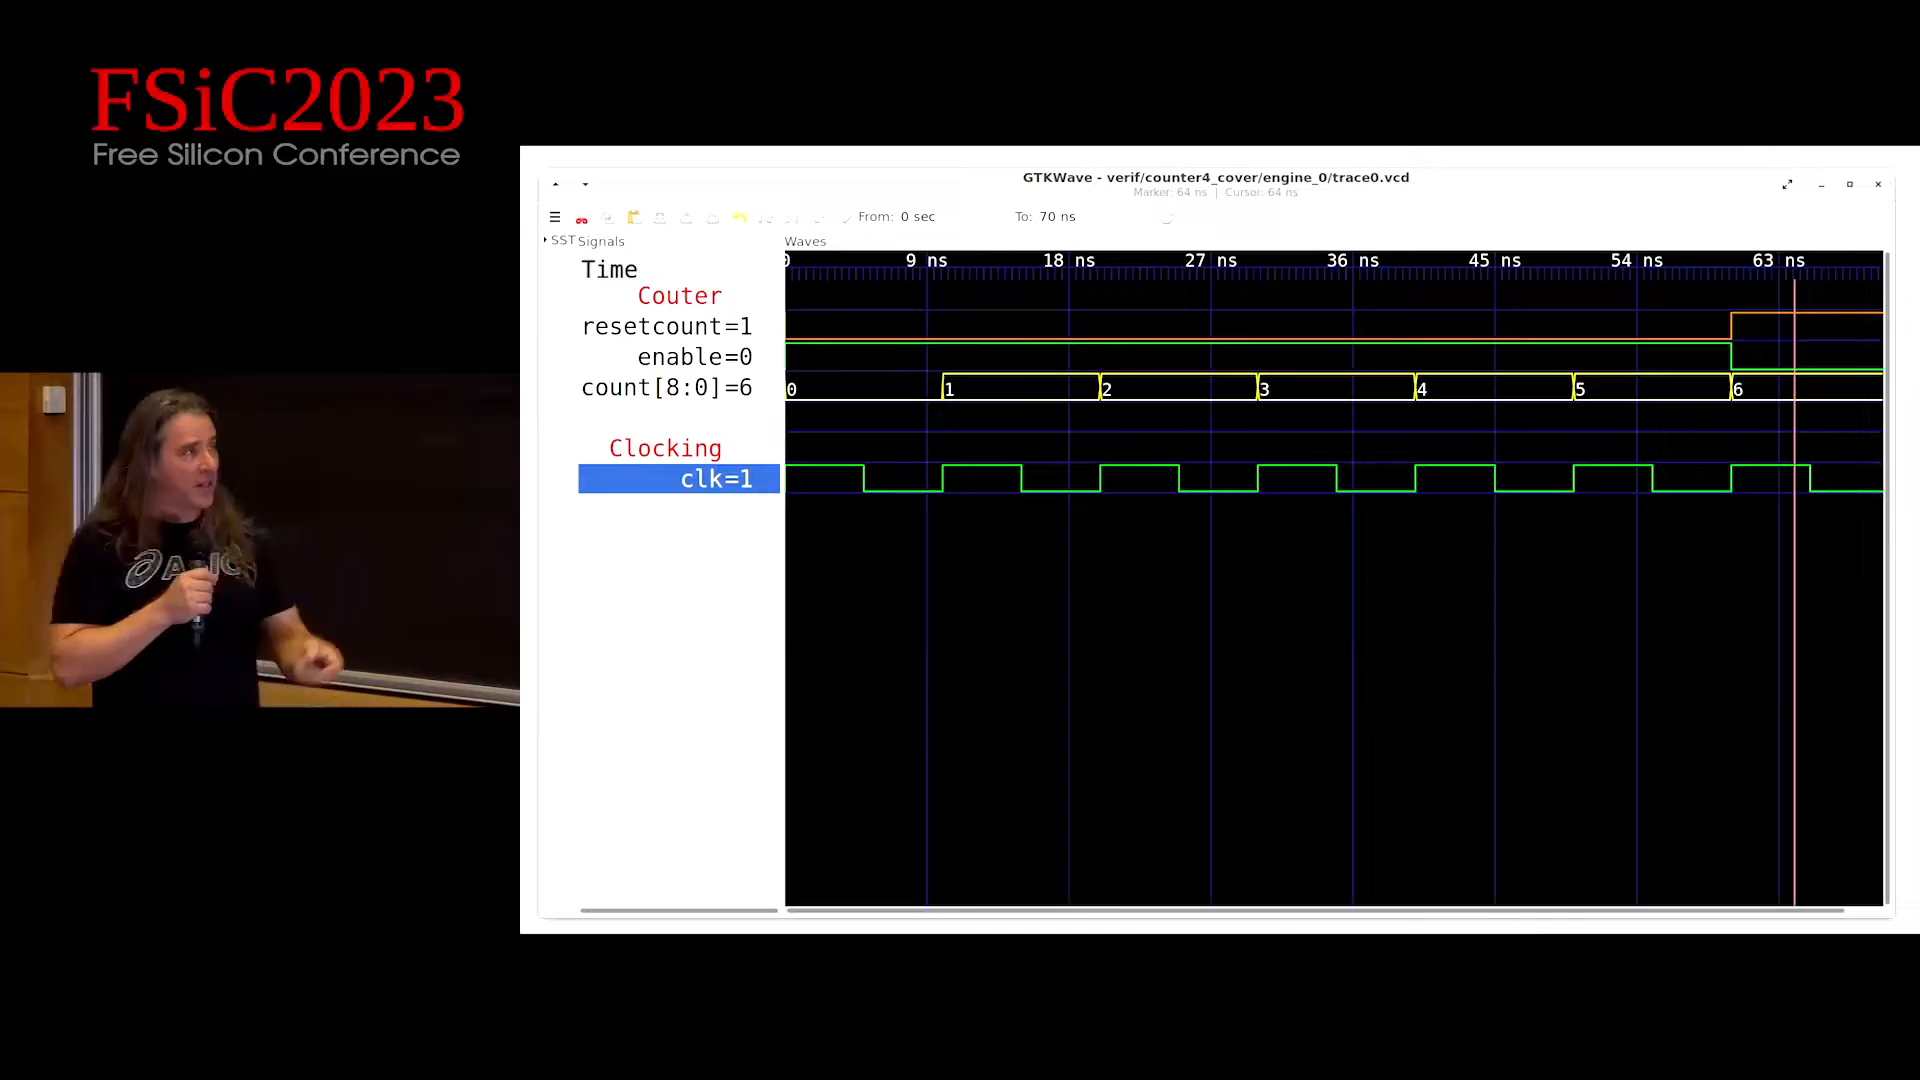 FSiC2023
Free Silicon Conference
GTKWave - verif/counter4_cover/engine_0/trace0.vcd
Marker: 64 ns | Cursor: 64 ns
From: 0 sec To: 70 ns
SST Signals Waves
Time 0 9 ns 18 ns 27 ns 36 ns 45 ns 54 ns 63 ns
Couter
resetcount=1
enable=0
count[8:0]=6 0 1 2 3 4 5 6
Clocking
clk=1